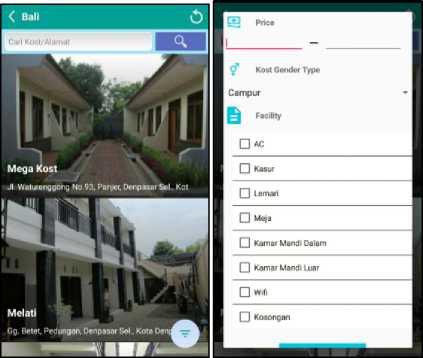 Bali
Cari Kost/Alamat
Mega Kost
Jl. Waturenggong No.93, Panjer, Denpasar Sel., Kot
Melati
Gg. Betet, Pedungan, Denpasar Sel., Kota Denp
Price
Kost Gender Type
Campur
Facility
AC
Kasur
Lemari
Meja
Kamar Mandi Dalam
Kamar Mandi Luar
Wifi
Kosongan